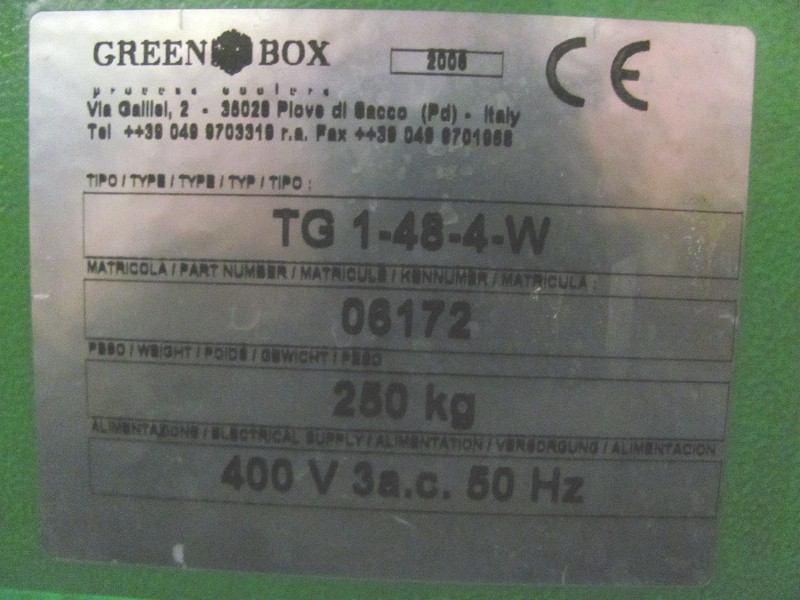 GREEN BOX
2006
CE
process coolers
Via Galilei, 2 - 35028 Piove di Sacco (Pd) - Italy
Tel ++39 049 9703319 r.a. Fax ++39 049 9701968
TIPO / TYPE / TYPE / TYP / TIPO :
TG 1-48-4-W
MATRICOLA / PART NUMBER / MATRICULE / KENNUMER / MATRICULA :
06172
PESO / WEIGHT / POIDS / GEWICHT / PESO
250 kg
ALIMENTAZIONE / ELECTRICAL SUPPLY / ALIMENTATION / VERSORGUNG / ALIMENTACION
400 V 3a.c. 50 Hz